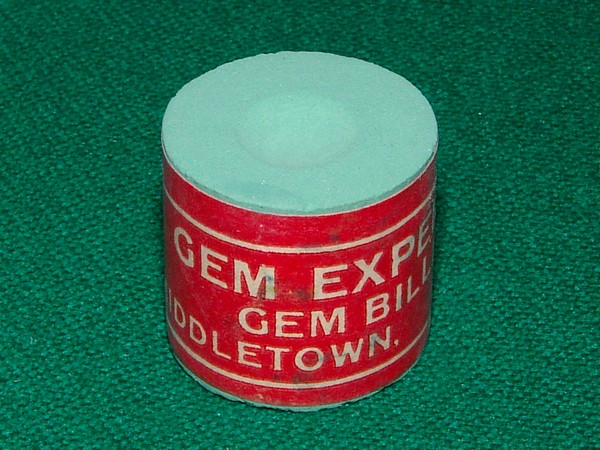 GEM EXPE
GEM BILL
IDDLETOWN,